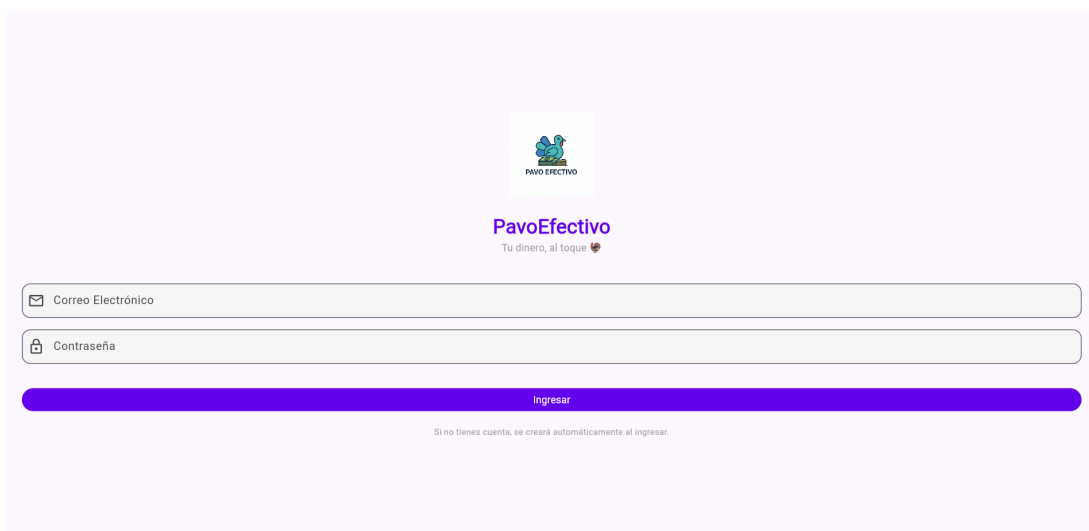 PAVO EFECTIVO
PavoEfectivo
Tu dinero, al toque 🦃
Correo Electrónico
Contraseña
Ingresar
Si no tienes cuenta, se creará automáticamente al ingresar.